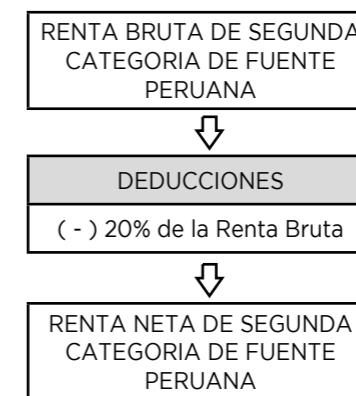 RENTA BRUTA DE SEGUNDA
CATEGORIA DE FUENTE
PERUANA
DEDUCCIONES
( - ) 20% de la Renta Bruta
RENTA NETA DE SEGUNDA
CATEGORIA DE FUENTE
PERUANA